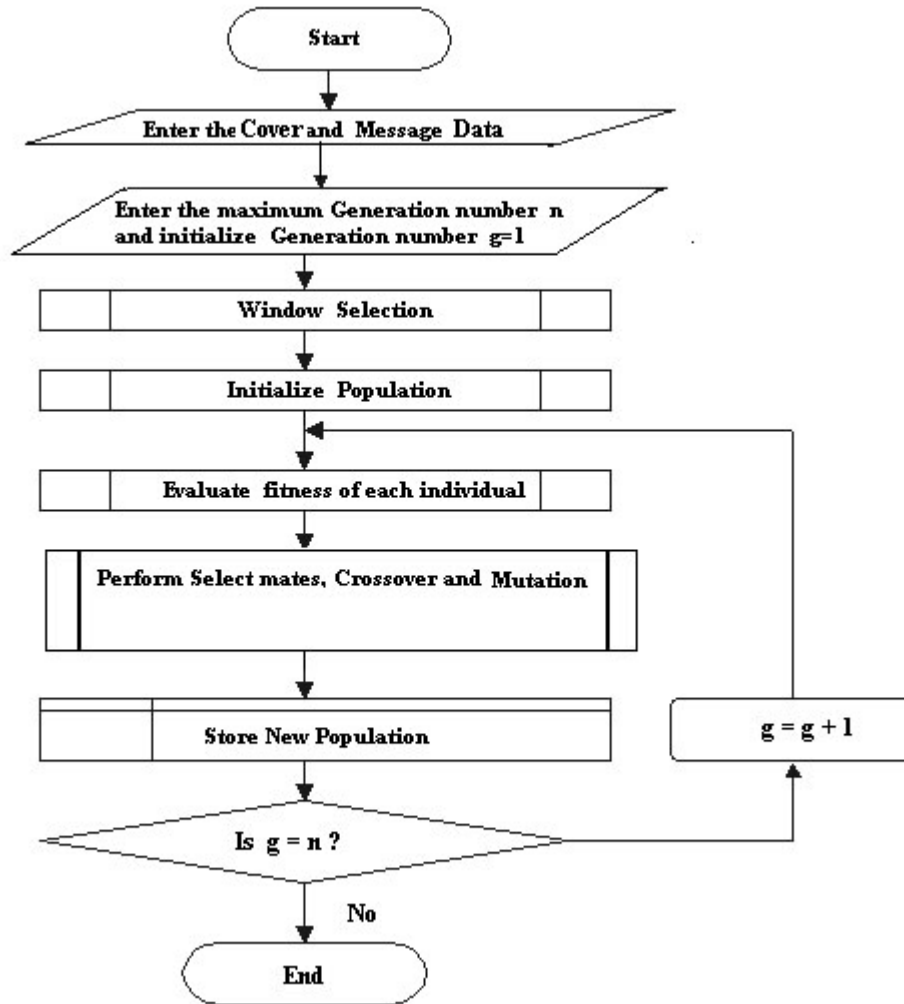 Start
Enter the Cover and Message Data
Enter the maximum Generation number n
and initialize Generation number g=1
Window Selection
Initialize Population
Evaluate fitness of each individual
Perform Select mates, Crossover and Mutation
Store New Population
g = g + 1
Is g = n ?
No
End